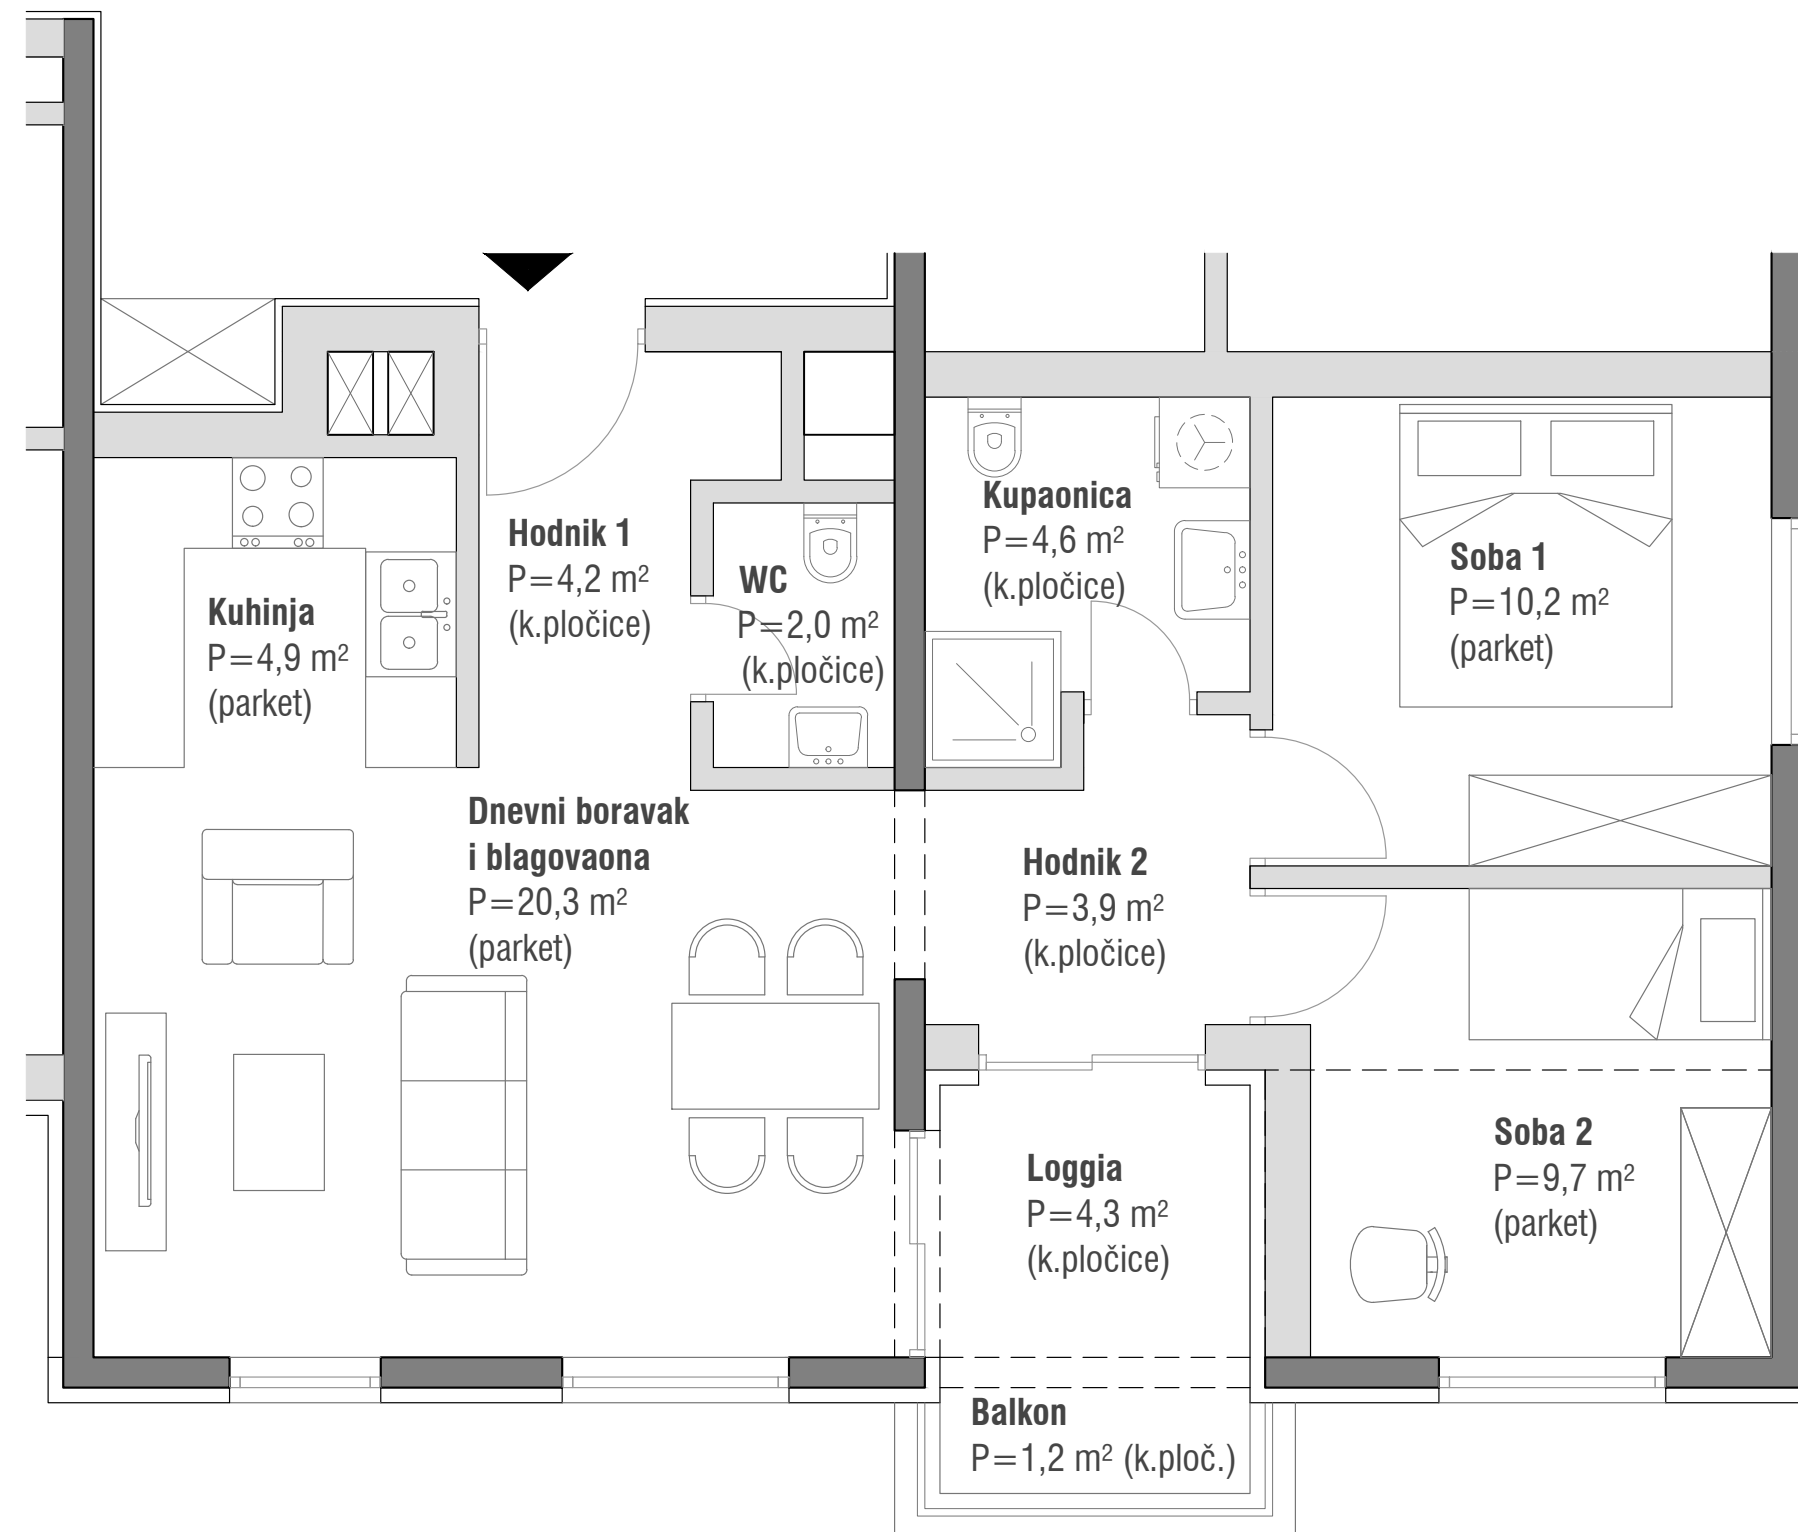 Hodnik 1
P=4,2 m²
(k.pločice)
WC
P=2,0 m²
(k.pločice)
Kupaonica
P=4,6 m²
(k.pločice)
Soba 1
P=10,2 m²
(parket)
Kuhinja
P=4,9 m²
(parket)
Dnevni boravak
i blagovaona
P=20,3 m²
(parket)
Hodnik 2
P=3,9 m²
(k.pločice)
Loggia
P=4,3 m²
(k.pločice)
Soba 2
P=9,7 m²
(parket)
Balkon
P=1,2 m² (k.ploč.)